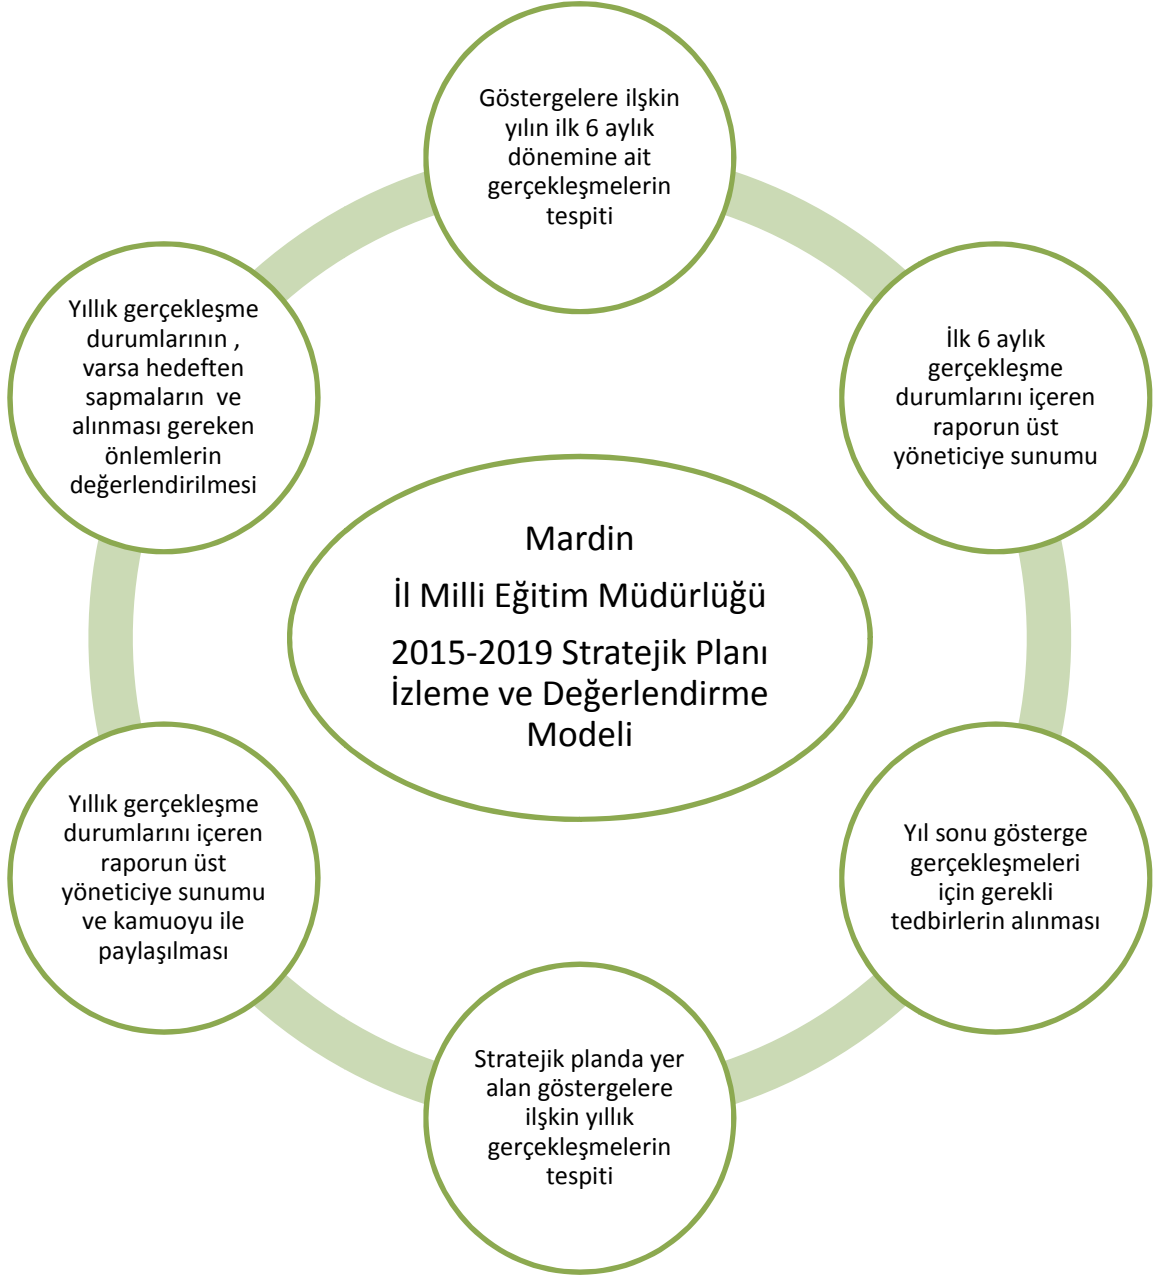 Göstergelere ilşkin
yılın ilk 6 aylık
dönemine ait
gerçekleşmelerin
tespiti
İlk 6 aylık
gerçekleşme
durumlarını içeren
raporun üst
yöneticiye sunumu
Yıl sonu gösterge
gerçekleşmeleri
için gerekli
tedbirlerin alınması
Stratejik planda yer
alan göstergelere
ilşkin yıllık
gerçekleşmelerin
tespiti
Yıllık gerçekleşme
durumlarını içeren
raporun üst
yöneticiye sunumu
ve kamuoyu ile
paylaşılması
Yıllık gerçekleşme
durumlarının ,
varsa hedeften
sapmaların  ve
alınması gereken
önlemlerin
değerlendirilmesi
Mardin
İl Milli Eğitim Müdürlüğü
2015-2019 Stratejik Planı
İzleme ve Değerlendirme
Modeli